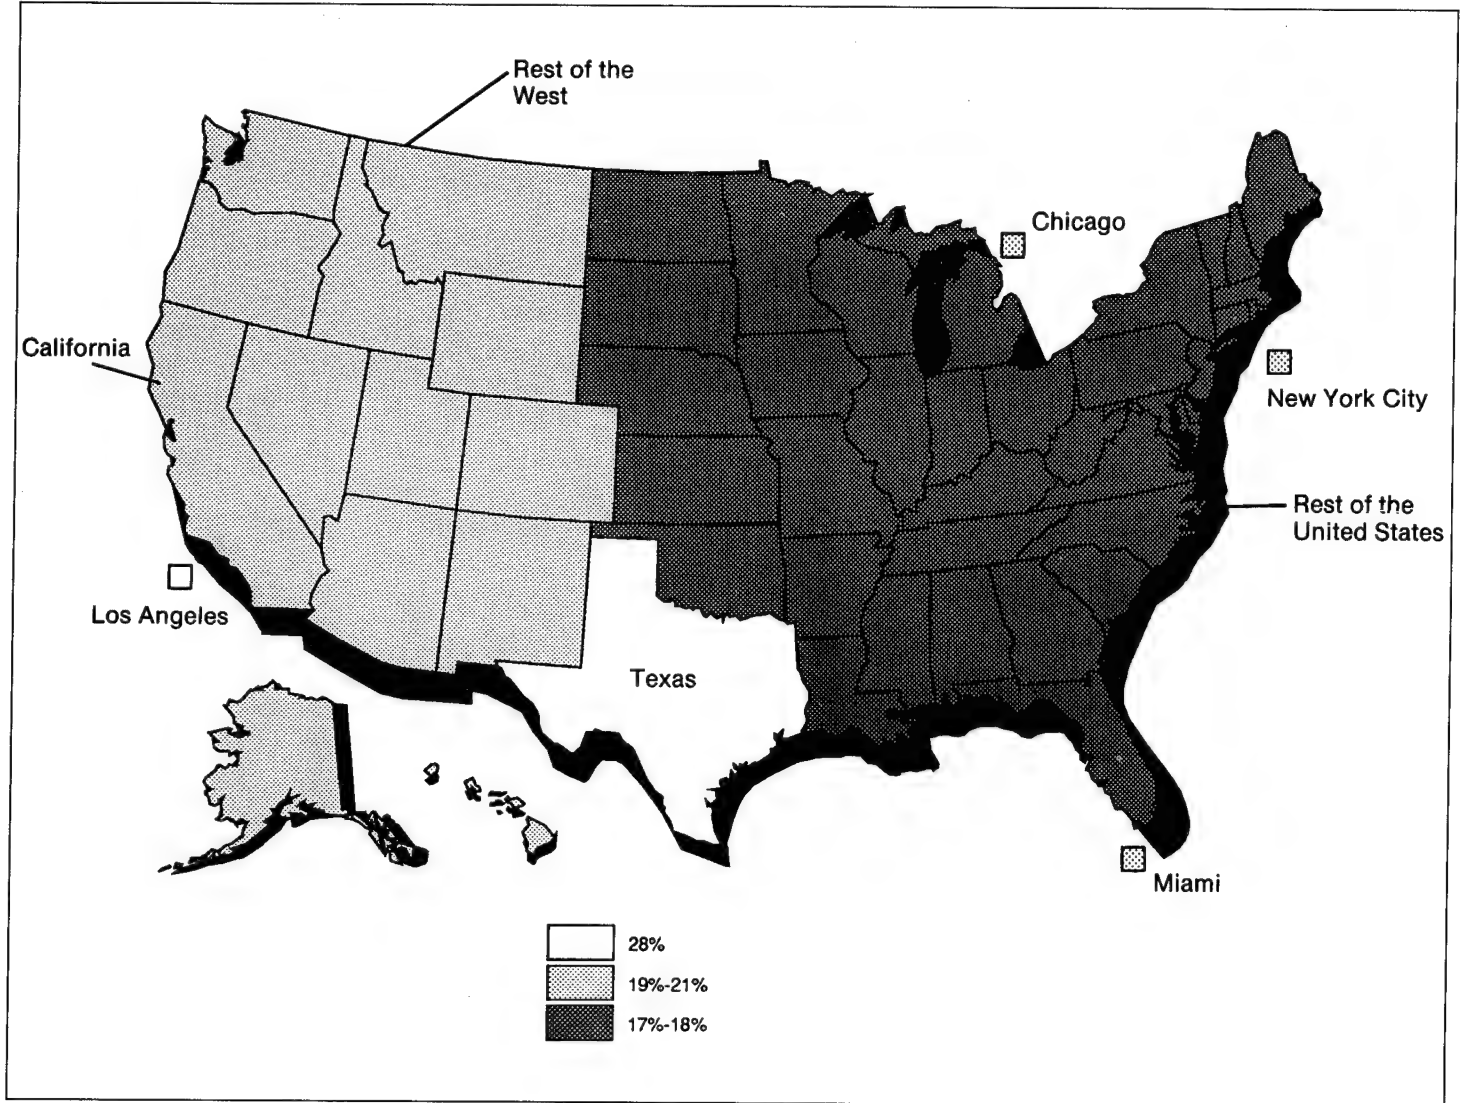 Rest of the
West
Chicago
California
New York City
Rest of the
United States
Los Angeles
Texas
Miami
28%
19%-21%
17%-18%